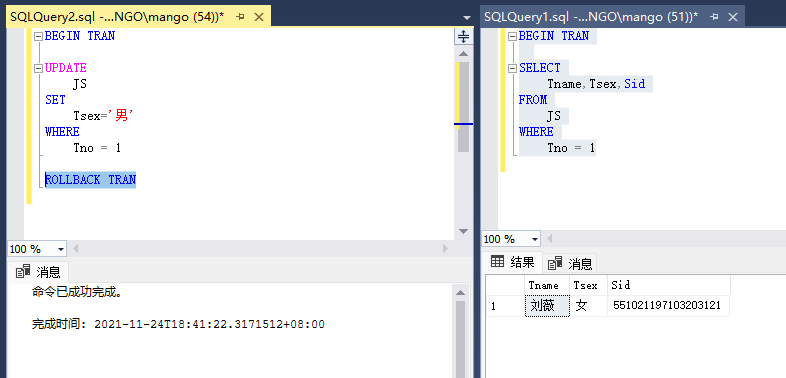 SQLQuery2.sql -...NGO\mango (54))*
BEGIN TRAN
UPDATE
JS
SET
Tsex='男'
WHERE
Tno = 1
ROLLBACK TRAN
100 %
消息
命令已成功完成。
完成时间: 2021-11-24T18:41:22.3171512+08:00
SQLQuery1.sql -...NGO\mango (51))*
BEGIN TRAN
SELECT
Tname,Tsex,Sid
FROM
JS
WHERE
Tno = 1
100 %
结果 消息
Tname Tsex Sid
1 刘薇 女 551021197103203121